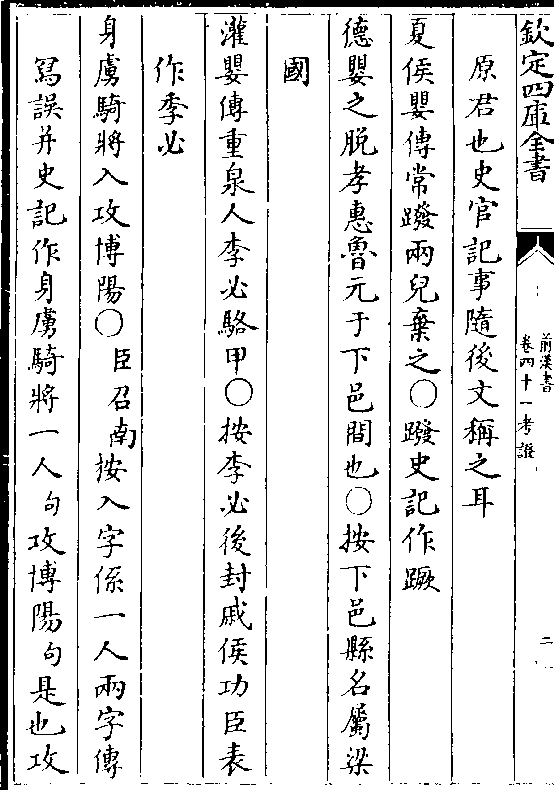 欽定四庫全書
前漢書
卷四十一考證
二
原君也史官記事隨後文稱之耳
夏侯嬰傳常蹳兩兒棄之○蹳史記作蹶
德嬰之脱孝惠魯元于下邑間也○按下邑縣名屬梁
國
灌嬰傳重泉人李必駱甲○按李必後封戚侯功臣表
作季必
身虜騎將入攻博陽○臣召南按入字係一人兩字傳
寫誤并史記作身虜騎將一人句攻博陽句是也攻